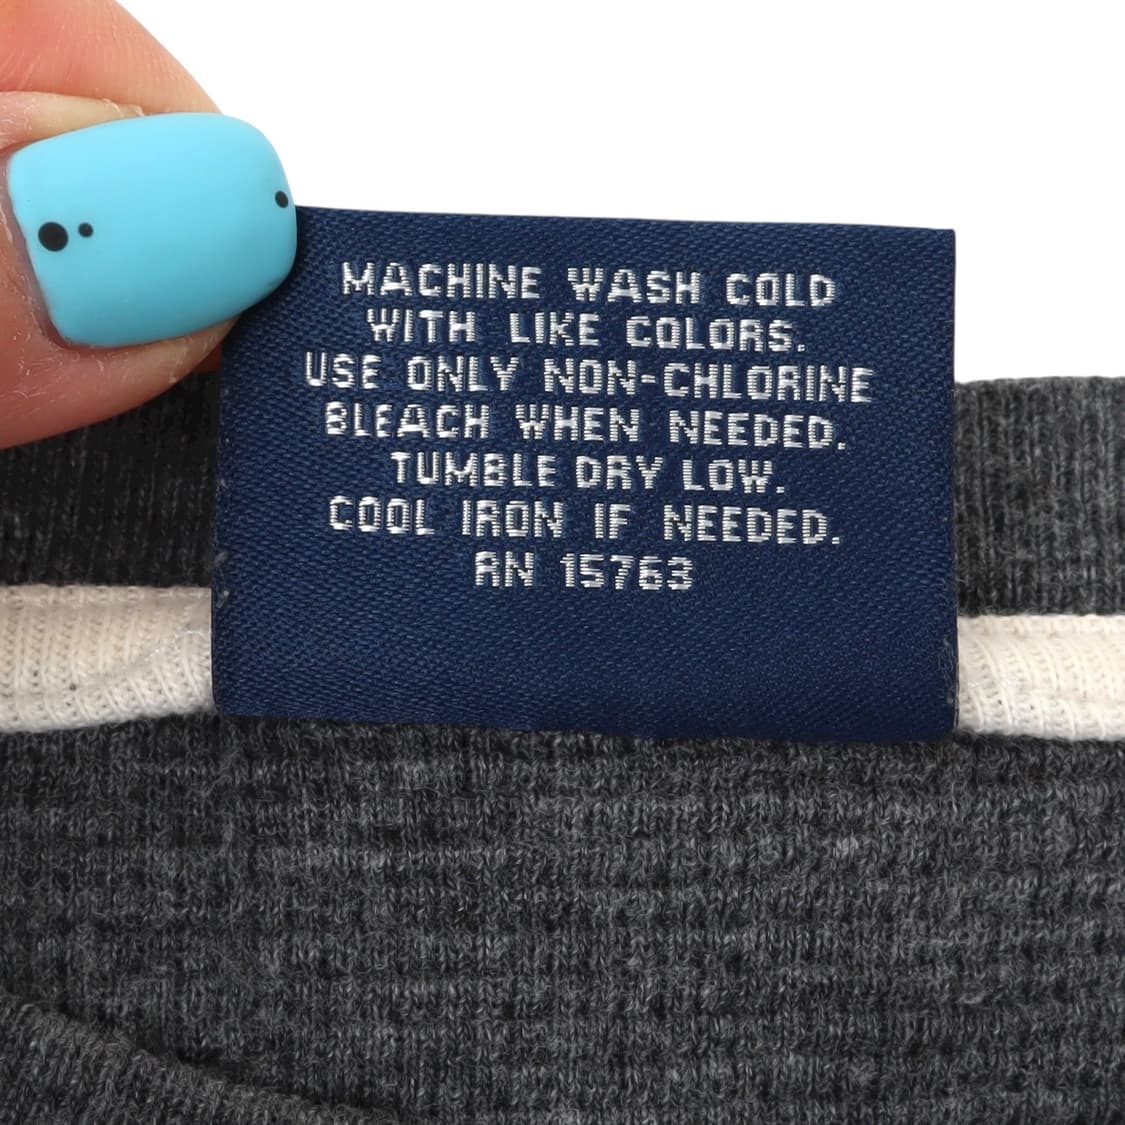 MACHINE WASH COLD
WITH LIKE COLORS.
USE ONLY NON-CHLORINE
BLEACH WHEN NEEDED.
TUMBLE DRY LOW.
COOL IRON IF NEEDED.
RN 15763